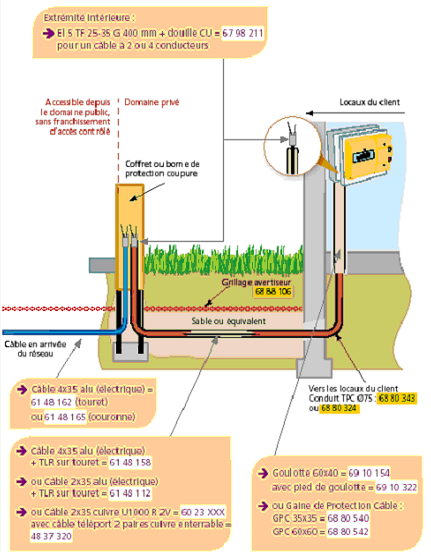 Extrémité Intérieure :
➔ EI 5 TR 25-35 G 400 mm + douille CU = 67 98 211
pour un câble à 2 ou 4 conducteurs
Accessible depuis
le domaine public,
sans franchissement
d'accès contrôlé
Domaine privé
Locaux du client
Coffret ou borne de
protection coupure
Grillage avertisseur
68 88 106
Sable ou équivalent
Câble en arrivée
du réseau
Vers les locaux du client
Conduit TPC Ø75 : 68 80 343
ou 68 80 324
➔ Câble 4x35 alu (électrique) =
61 48 162 (touret)
ou 61 48 165 (couronne)
➔ Câble 4x35 alu (électrique)
+ TLR sur touret = 61 48 158
➔ ou Câble 2x35 alu (électrique)
+ TLR sur touret = 61 48 112
➔ ou Câble 2x35 cuivre U1000 R 2V = 60 23 XXX
avec câble téléport 2 paires cuivre enterrable =
48 37 320
➔ Goulotte 60x40 = 69 10 154
avec pied de goulotte = 69 10 322
➔ ou Gaine de Protection Câble :
GPC 35x35 = 68 80 540
GPC 60x60 = 68 80 542